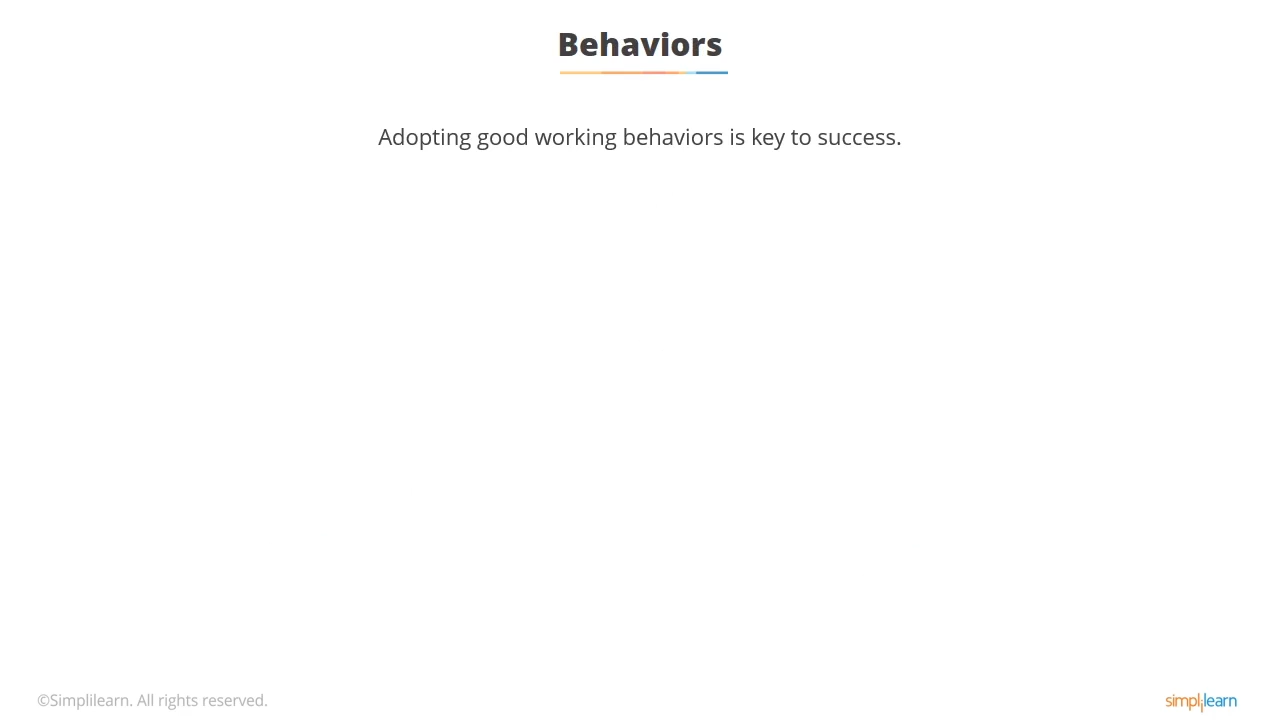 Behaviors
Adopting good working behaviors is key to success.
©Simplilearn. All rights reserved.
simplilearn